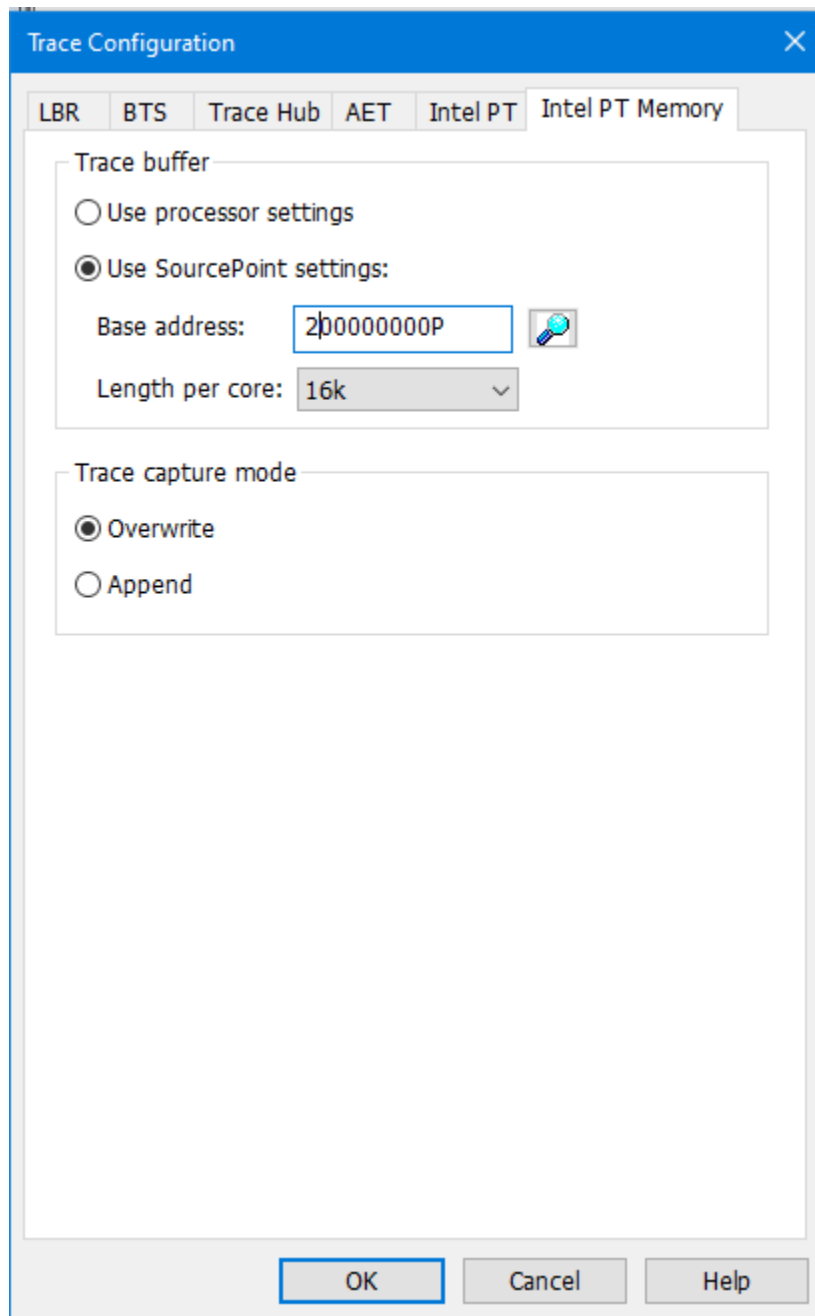 Trace Configuration
LBR BTS Trace Hub AET Intel PT Intel PT Memory
Trace buffer
Use processor settings
Use SourcePoint settings:
Base address: 200000000P
Length per core: 16k
Trace capture mode
Overwrite
Append
OK Cancel Help